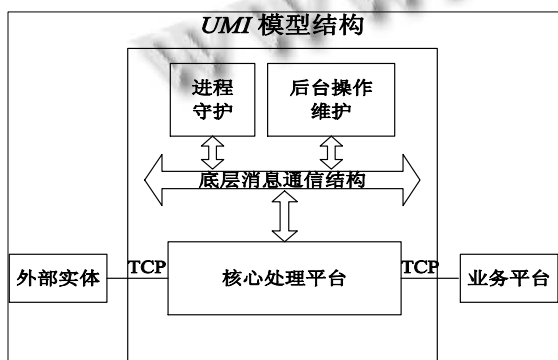 UMI 模型结构
进程
守护
后台操作
维护
底层消息通信结构
外部实体
TCP
核心处理平台
TCP
业务平台